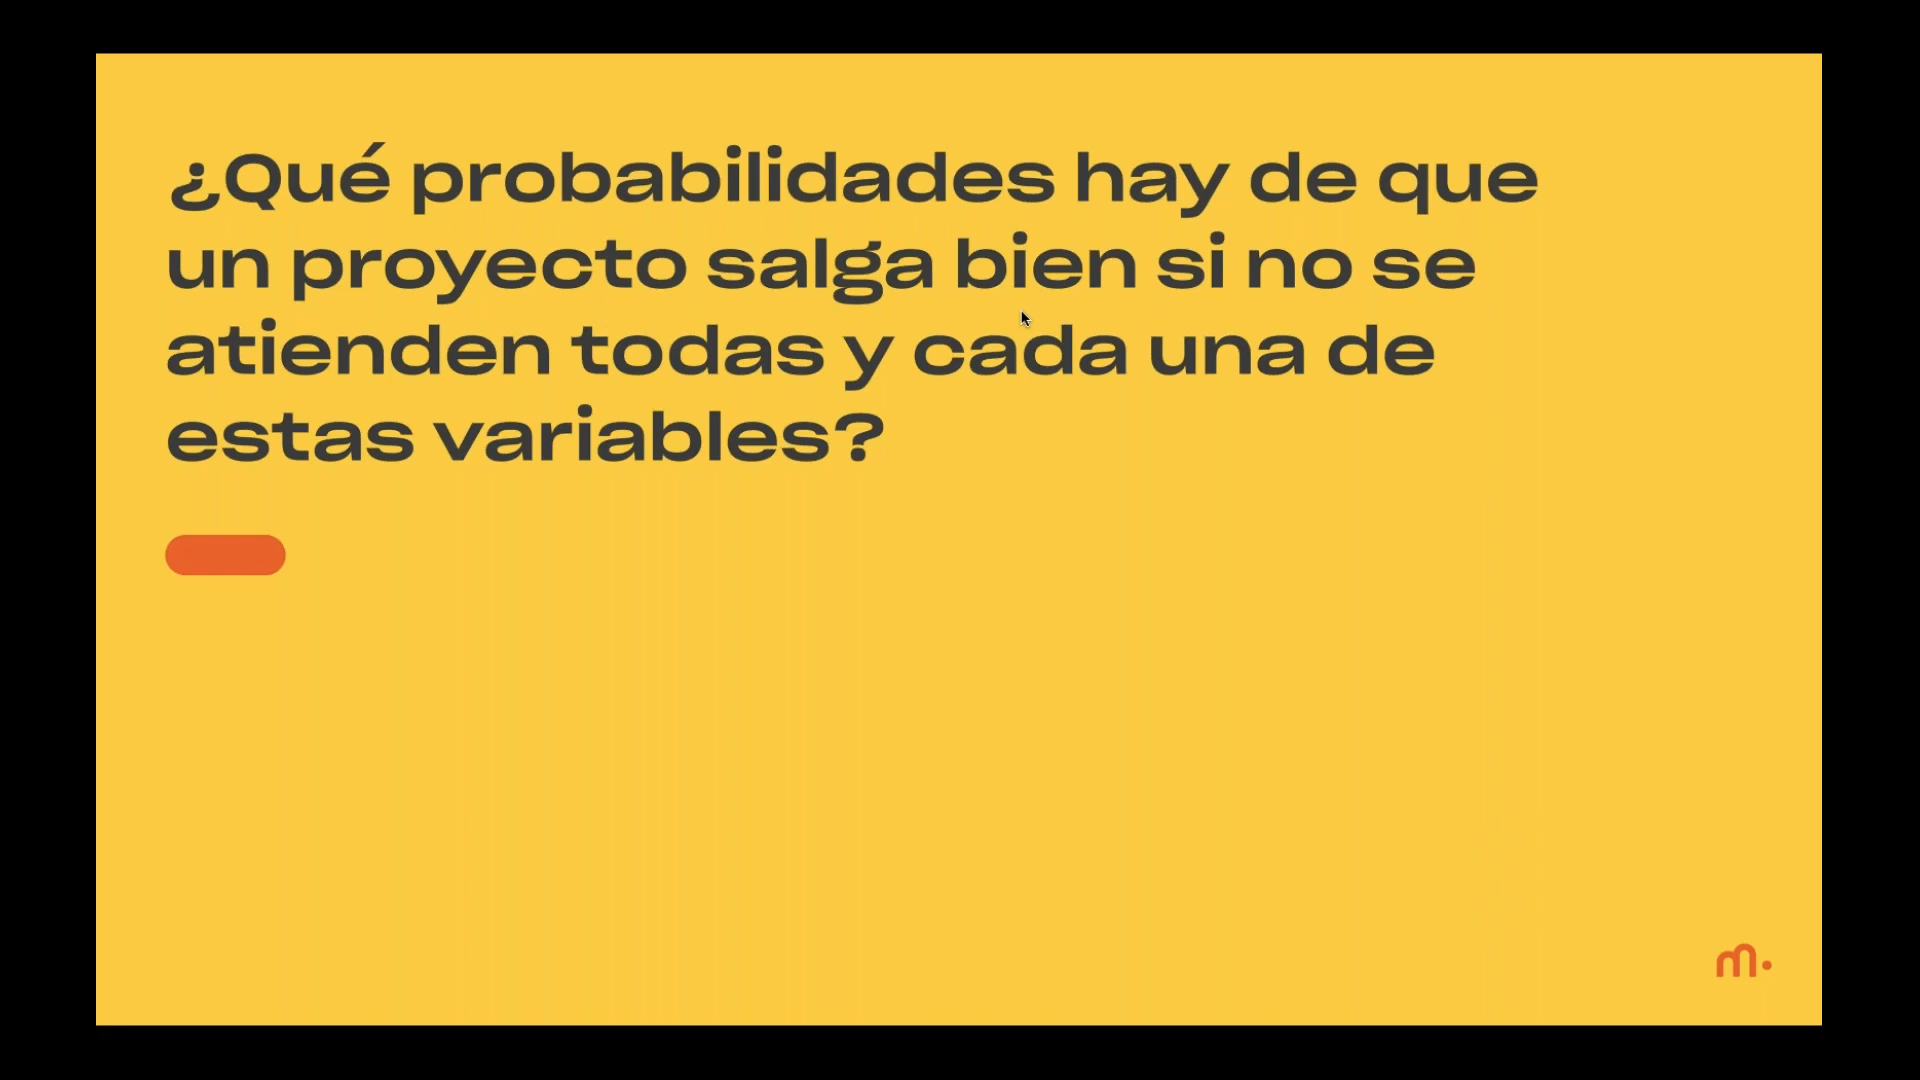 ¿Qué probabilidades hay de que
un proyecto salga bien si no se
atienden todas y cada una de
estas variables?
m.